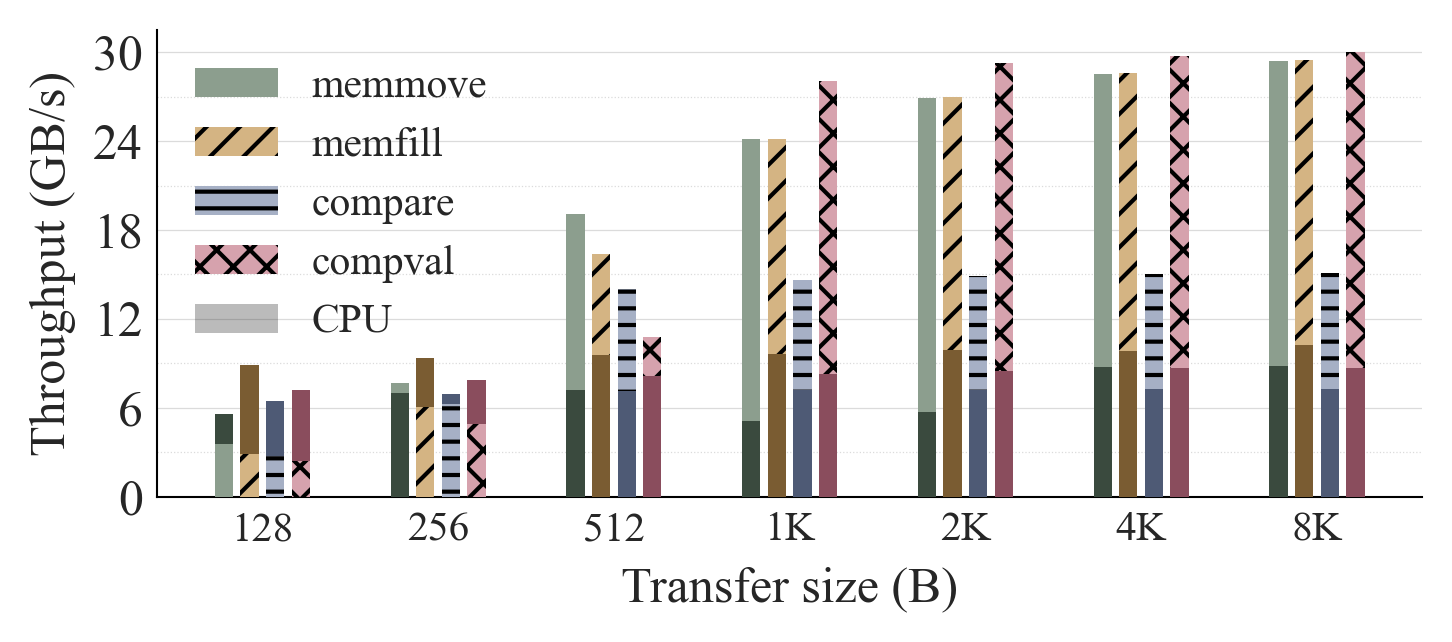 Throughput (GB/s)
30
24
18
12
6
0
memmove
memfill
compare
compval
CPU
128 256 512 1K 2K 4K 8K
Transfer size (B)